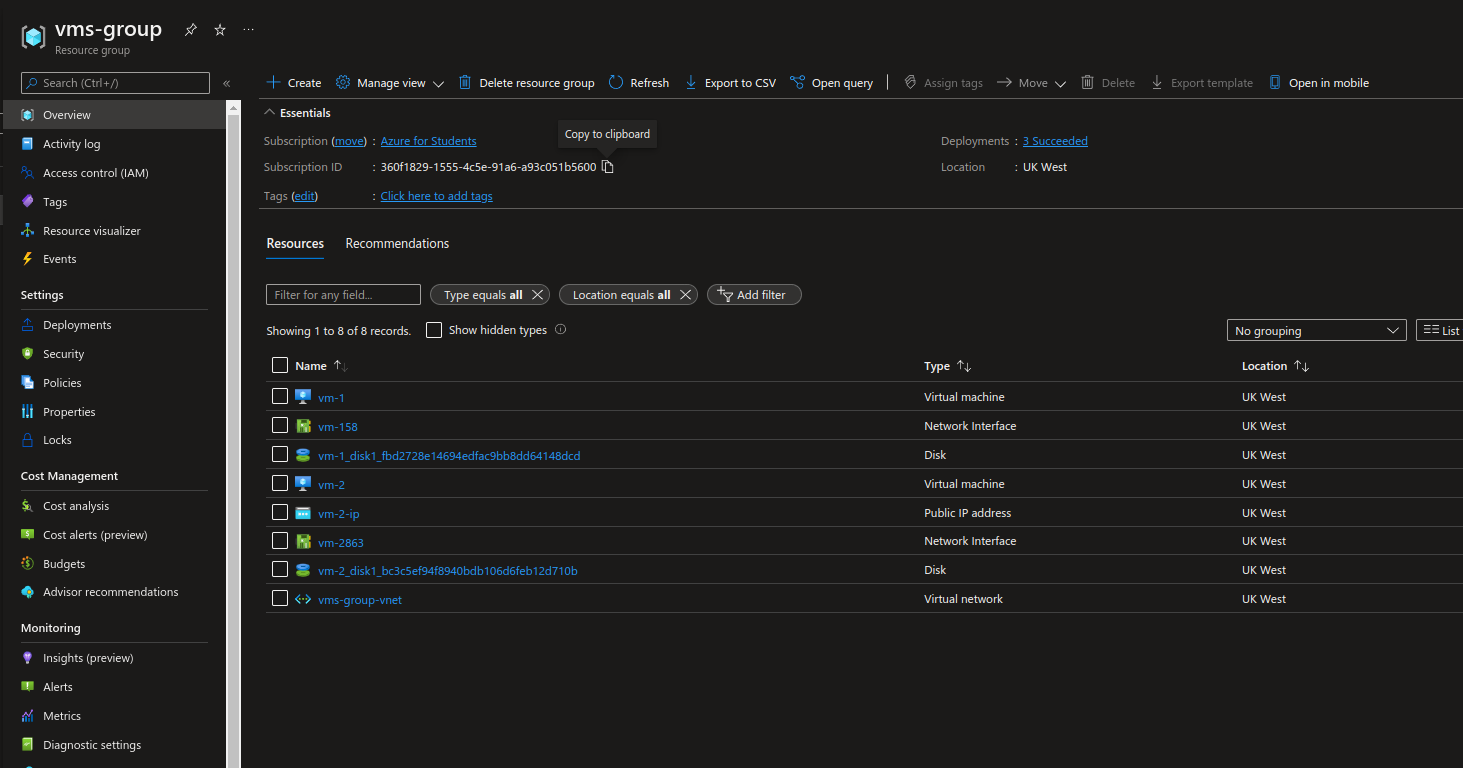 vms-group
Resource group
Search (Ctrl+/)
Overview
Activity log
Access control (IAM)
Tags
Resource visualizer
Events
Settings
Deployments
Security
Policies
Properties
Locks
Cost Management
Cost analysis
Cost alerts (preview)
Budgets
Advisor recommendations
Monitoring
Insights (preview)
Alerts
Metrics
Diagnostic settings
Create Manage view Delete resource group Refresh Export to CSV Open query Assign tags Move Delete Export template Open in mobile
Essentials
Copy to clipboard
Subscription (move) : Azure for Students Deployments : 3 Succeeded
Subscription ID : 360f1829-1555-4c5e-91a6-a93c051b5600 Location : UK West
Tags (edit) : Click here to add tags
Resources Recommendations
Filter for any field... Type equals all Location equals all Add filter
Showing 1 to 8 of 8 records. Show hidden types No grouping List
Name Type Location
vm-1 Virtual machine UK West
vm-158 Network Interface UK West
vm-1_disk1_fbd2728e14694edfac9bb8dd64148dcd Disk UK West
vm-2 Virtual machine UK West
vm-2-ip Public IP address UK West
vm-2863 Network Interface UK West
vm-2_disk1_bc3c5ef94f8940bdb106d6feb12d710b Disk UK West
vms-group-vnet Virtual network UK West